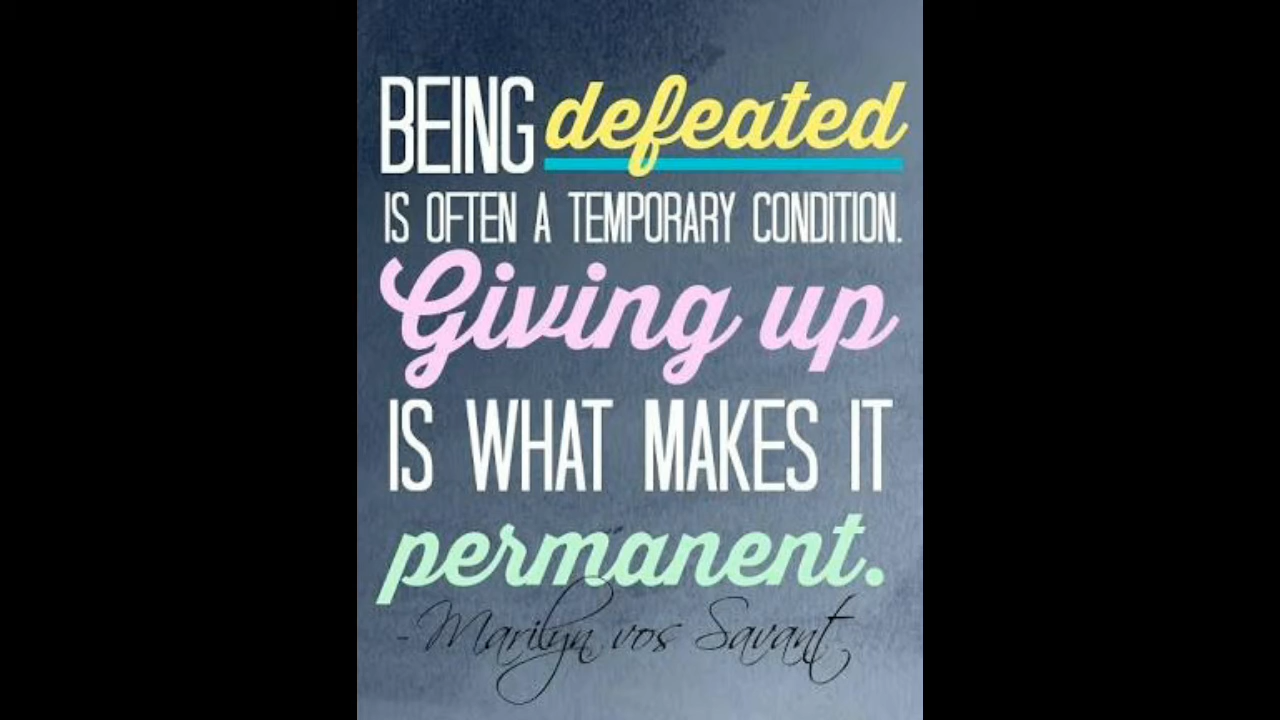 BEING defeated
IS OFTEN A TEMPORARY CONDITION.
Giving up
IS WHAT MAKES IT
permanent.
- Marilyn vos Savant